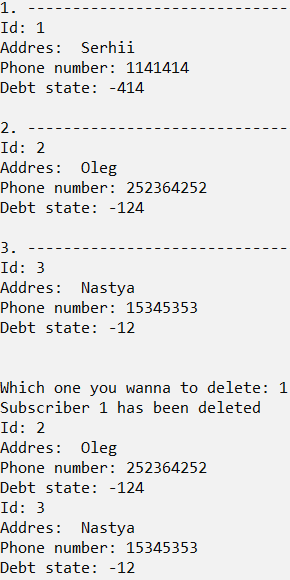 1. -----------------------------
Id: 1
Addres:  Serhii
Phone number: 1141414
Debt state: -414
2. -----------------------------
Id: 2
Addres:  Oleg
Phone number: 252364252
Debt state: -124
3. -----------------------------
Id: 3
Addres:  Nastya
Phone number: 15345353
Debt state: -12
Which one you wanna to delete: 1
Subscriber 1 has been deleted
Id: 2
Addres:  Oleg
Phone number: 252364252
Debt state: -124
Id: 3
Addres:  Nastya
Phone number: 15345353
Debt state: -12